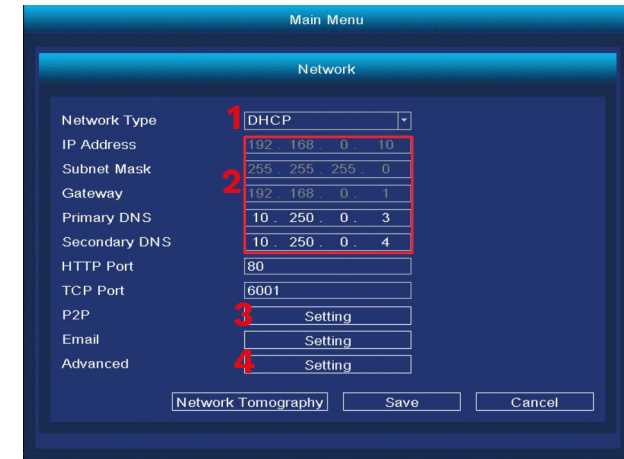 Main Menu
Network
Network Type 1 DHCP
IP Address 192 . 168 . 0 . 10
Subnet Mask 255 . 255 . 255 . 0
2
Gateway 192 . 168 . 0 . 1
Primary DNS 10 . 250 . 0 . 3
Secondary DNS 10 . 250 . 0 . 4
HTTP Port 80
TCP Port 6001
P2P 3 Setting
Email Setting
Advanced 4 Setting
Network Tomography Save Cancel